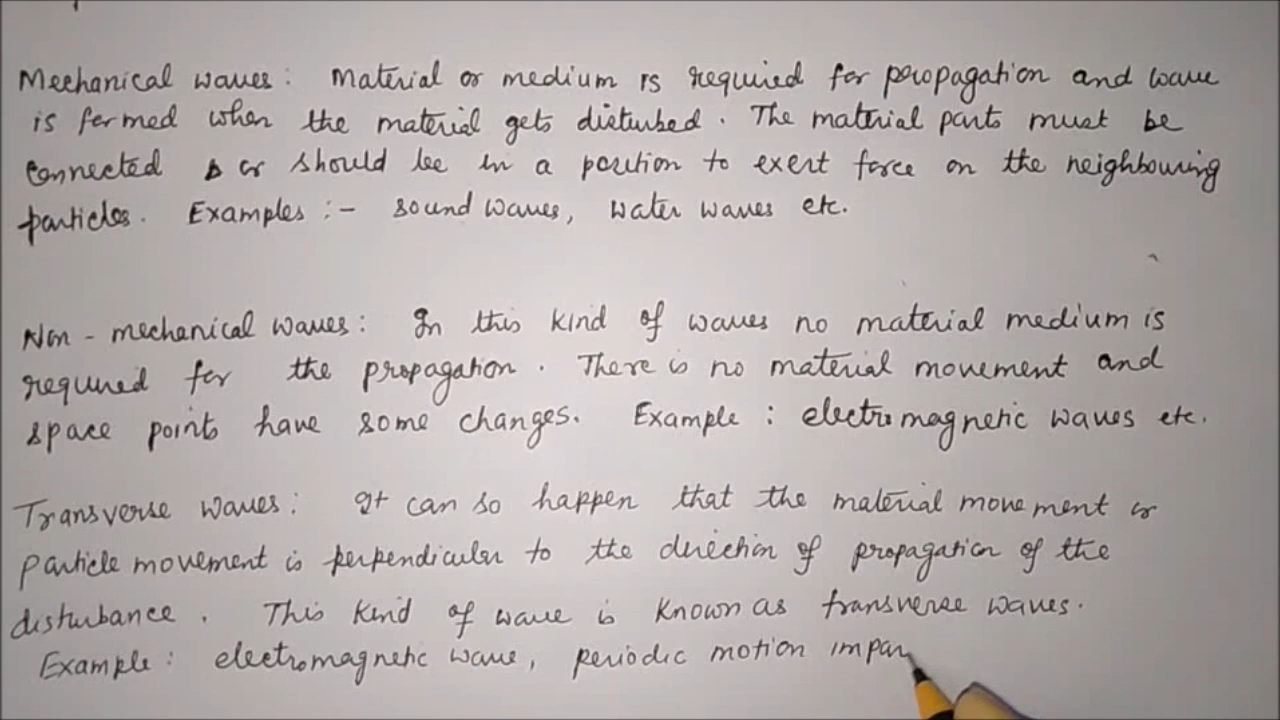 Mechanical waves: Material or medium is required for propagation and wave
is formed when the material gets disturbed. The material parts must be
connected or should be in a position to exert force on the neighbouring
particles. Examples :- sound waves, water waves etc.
Non-mechanical waves: In this kind of waves no material medium is
required for the propagation. There is no material movement and
space points have some changes. Example: electromagnetic waves etc.
Transverse waves: It can so happen that the material movement or
particle movement is perpendicular to the direction of propagation of the
disturbance. This kind of wave is known as transverse waves.
Example: electromagnetic wave, periodic motion impar